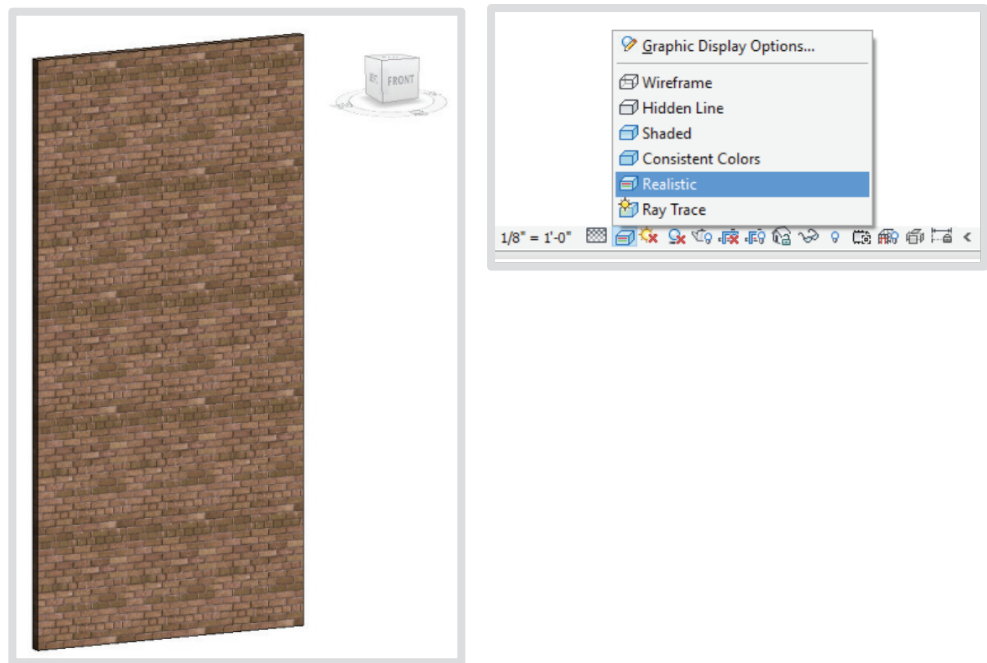 FRONT
Graphic Display Options...
Wireframe
Hidden Line
Shaded
Consistent Colors
Realistic
Ray Trace
1/8" = 1'-0"